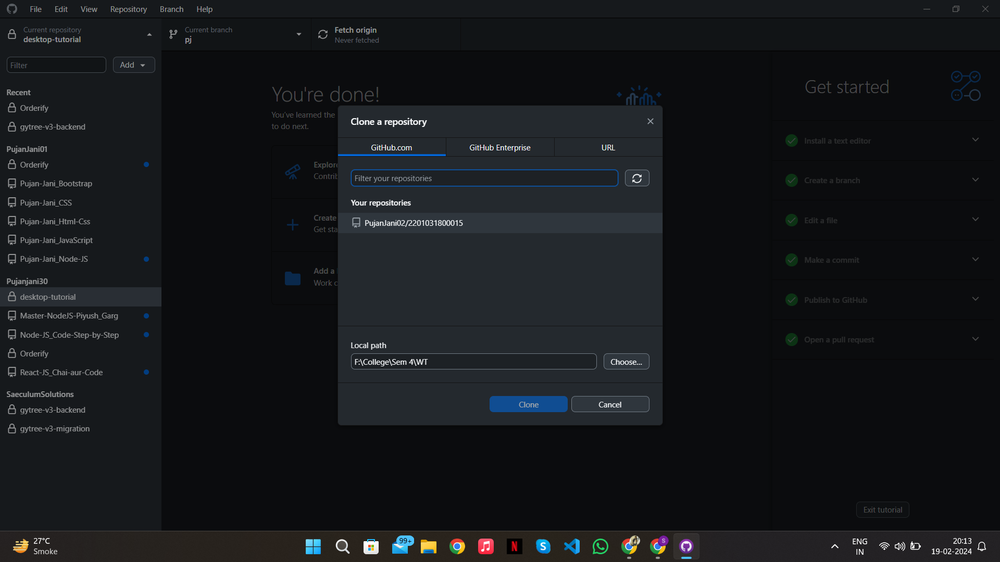 File Edit View Repository Branch Help
Current repository
desktop-tutorial
Current branch
pj
Fetch origin
Never fetched
Filter
Add
Recent
Orderify
gytree-v3-backend
PujanJani01
Orderify
Pujan-Jani_Bootstrap
Pujan-Jani_CSS
Pujan-Jani_Html-Css
Pujan-Jani_JavaScript
Pujan-Jani_Node-JS
Pujanjani30
desktop-tutorial
Master-NodeJS-Piyush_Garg
Node-JS_Code-Step-by-Step
Orderify
React-JS_Chai-aur-Code
SaeculumSolutions
gytree-v3-backend
gytree-v3-migration
You're done!
You've learned the
to do next.
Explore
Contrib
Create
Get sta
Add a
Work c
Clone a repository
GitHub.com
GitHub Enterprise
URL
Filter your repositories
Your repositories
PujanJani02/2201031800015
Local path
F:\College\Sem 4\WT
Choose...
Clone
Cancel
Get started
Install a text editor
Create a branch
Edit a file
Make a commit
Publish to GitHub
Open a pull request
Exit tutorial
27°C
Smoke
99+
N
S
S
ENG
IN
20:13
19-02-2024